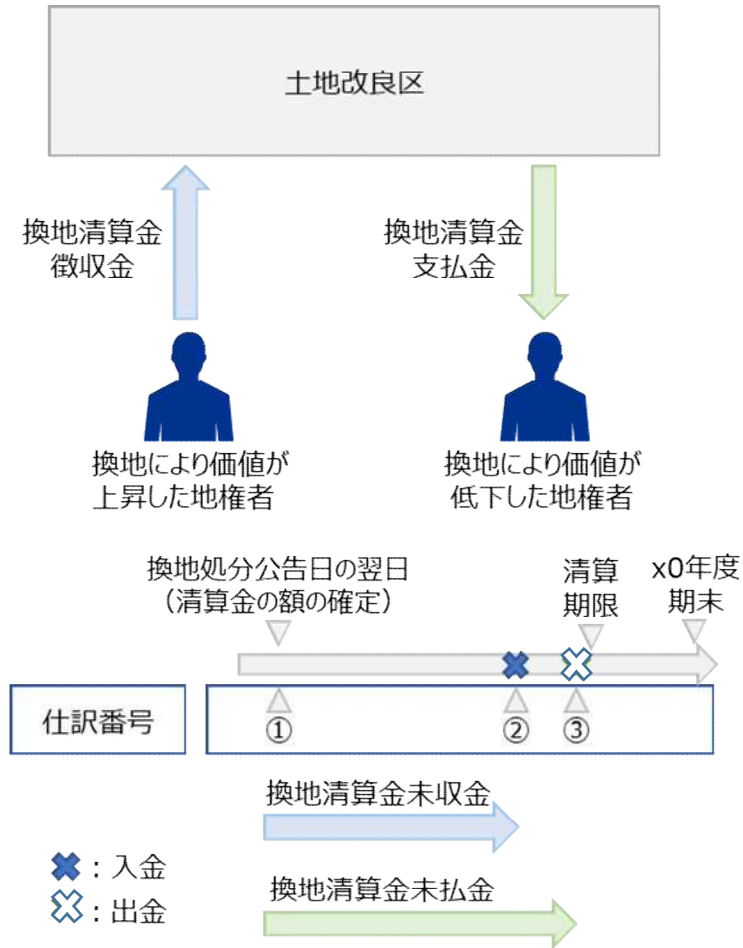 土地改良区
換地清算金
徴収金
換地清算金
支払金
換地により価値が
上昇した地権者
換地により価値が
低下した地権者
換地処分公告日の翌日
（清算金の額の確定）
清算
期限
x0年度
期末
仕訳番号
①
②
③
換地清算金未収金
：入金
：出金
換地清算金未払金